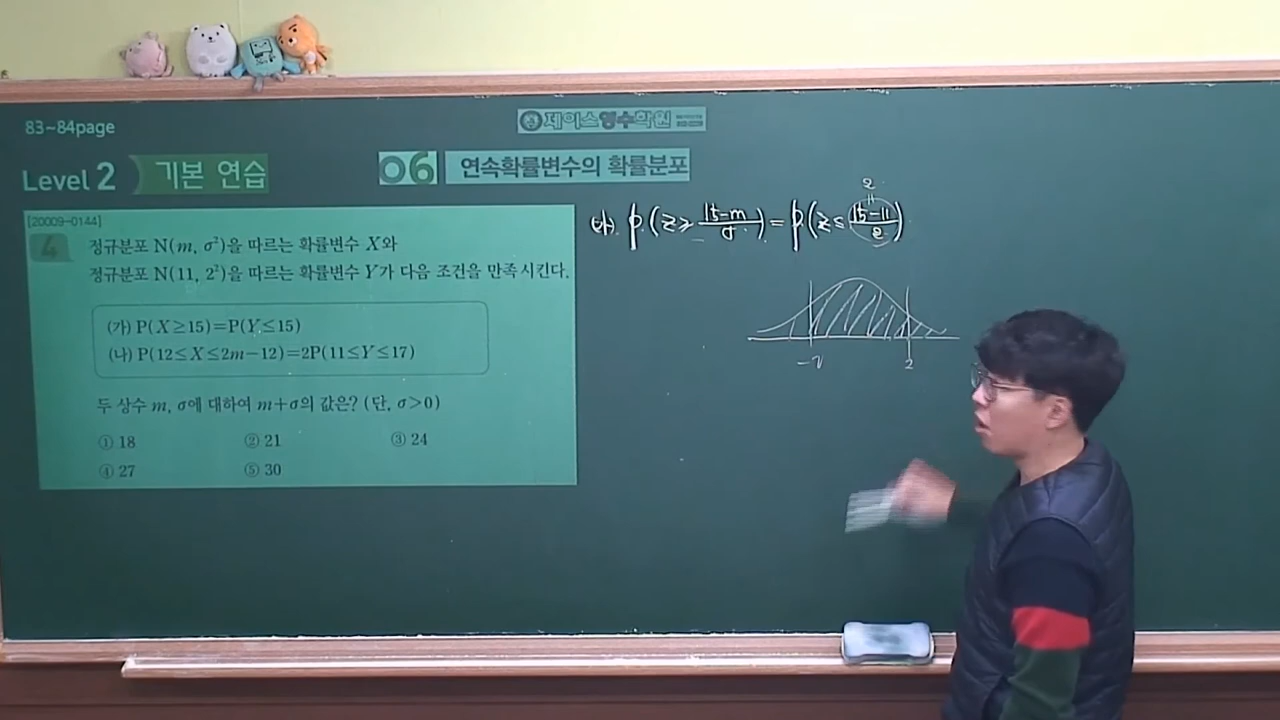 83~84page
제이스영수학원
Level 2 기본 연습
06 연속확률변수의 확률분포
[20009-0144]
4 정규분포 N(m, σ²)을 따르는 확률변수 X와
정규분포 N(11, 2²)을 따르는 확률변수 Y가 다음 조건을 만족시킨다.
(가) P(X≥15)=P(Y≤15)
(나) P(12≤X≤2m-12)=2P(11≤Y≤17)
두 상수 m, σ에 대하여 m+σ의 값은? (단, σ>0)
① 18 ② 21 ③ 24
④ 27 ⑤ 30
2
"
P(Z≥ 15-m/σ)=P(Z≤ 15-11/2)
-2 2